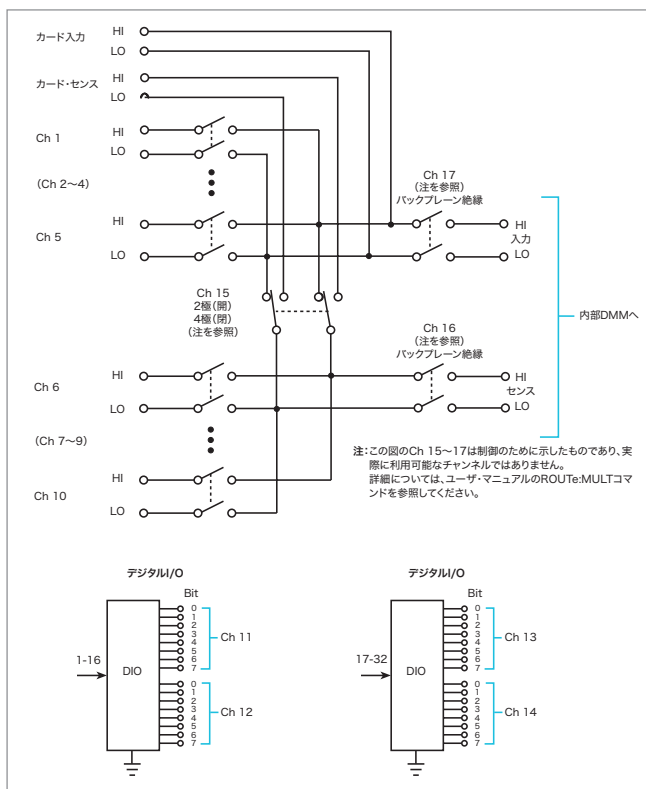 カード入力
HI
LO
カード・センス
HI
LO
Ch 1
HI
LO
(Ch 2～4)
Ch 5
HI
LO
Ch 17
(注を参照)
バックプレーン絶縁
HI
入力
LO
内部DMMへ
Ch 15
2極(開)
4極(閉)
(注を参照)
Ch 16
(注を参照)
バックプレーン絶縁
HI
センス
LO
Ch 6
HI
LO
(Ch 7～9)
Ch 10
HI
LO
注:この図のCh 15～17は制御のために示したものであり、実
際に利用可能なチャンネルではありません。
詳細については、ユーザ・マニュアルのROUTe:MULTコマ
ンドを参照してください。
デジタルI/O
Bit
1-16
DIO
0
1
2
3
4
5
6
7
Ch 11
0
1
2
3
4
5
6
7
Ch 12
デジタルI/O
Bit
17-32
DIO
0
1
2
3
4
5
6
7
Ch 13
0
1
2
3
4
5
6
7
Ch 14